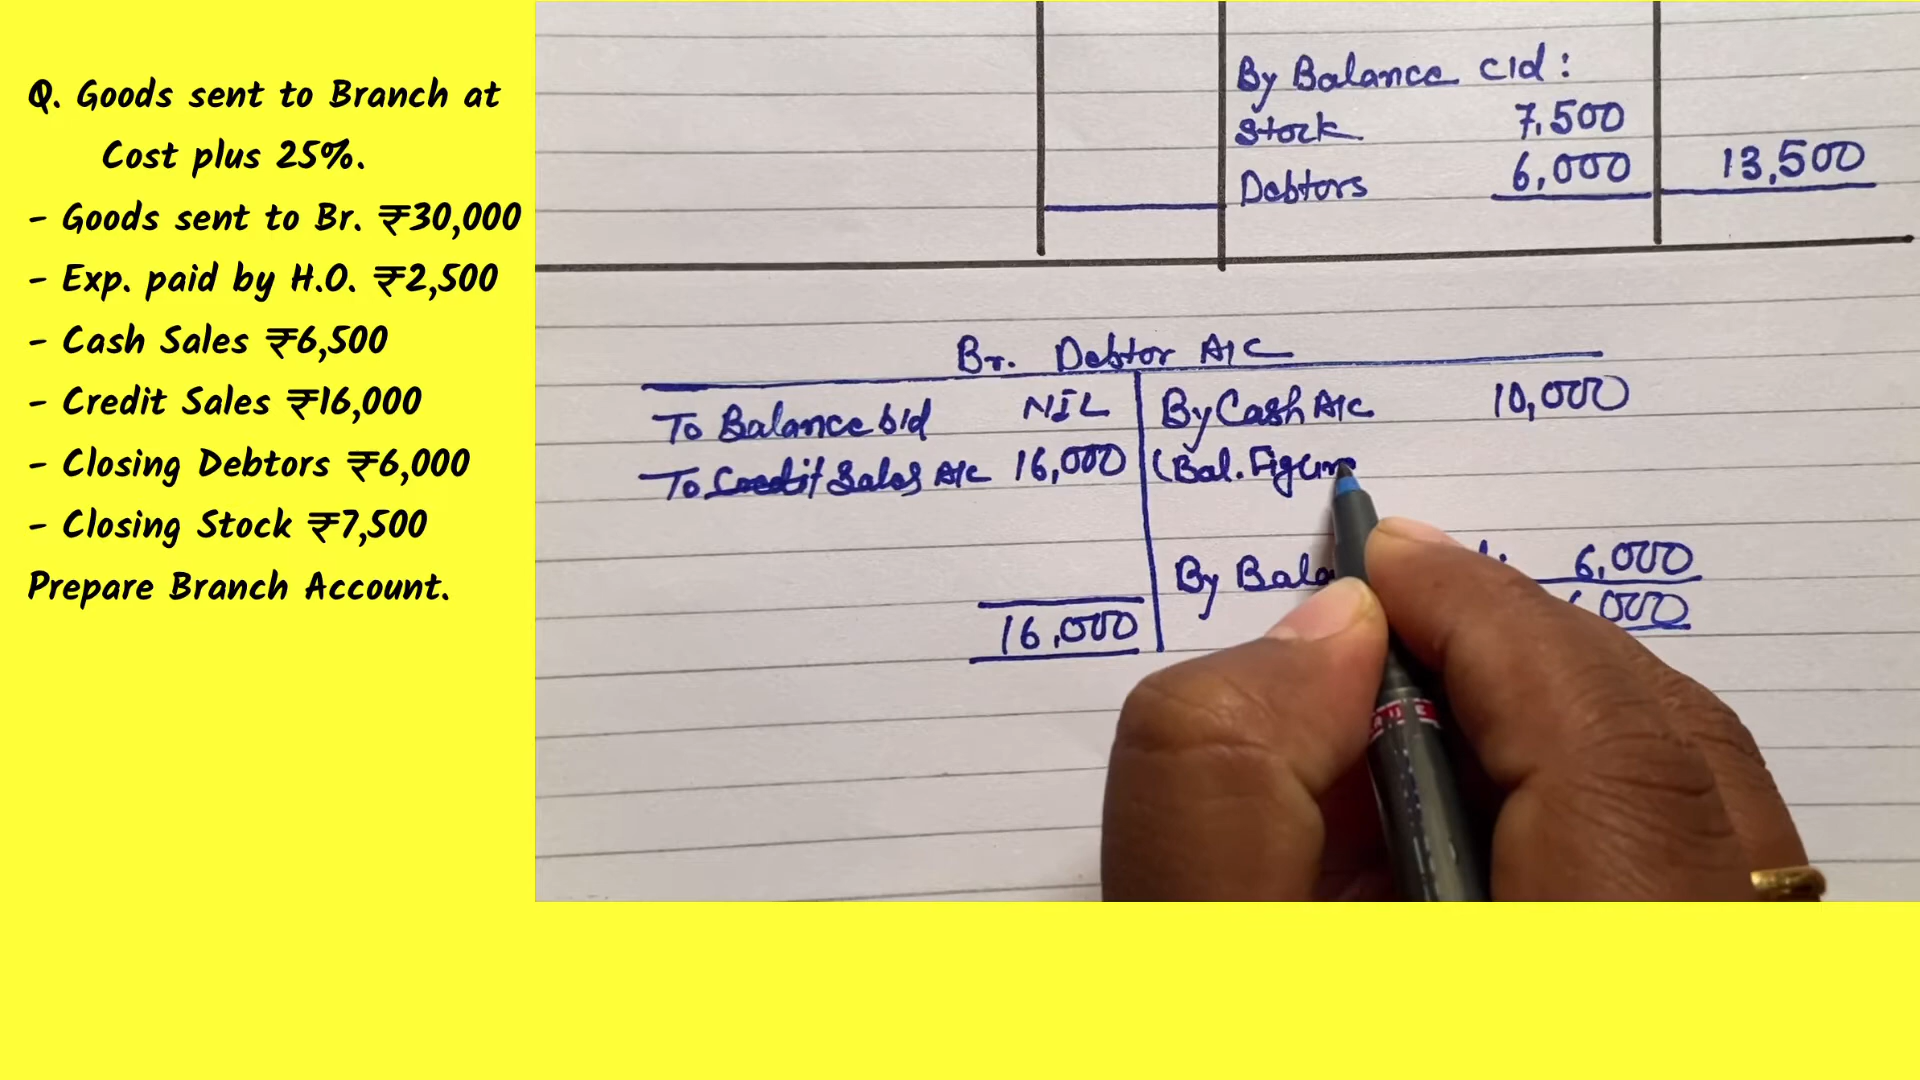 Q. Goods sent to Branch at
Cost plus 25%.
- Goods sent to Br. ₹30,000
- Exp. paid by H.O. ₹2,500
- Cash Sales ₹6,500
- Credit Sales ₹16,000
- Closing Debtors ₹6,000
- Closing Stock ₹7,500
Prepare Branch Account.
By Balance c/d :
Stock 7,500
Debtors 6,000 13,500
Br. Debtor A/C
To Balance b/d NIL By Cash A/c 10,000
To Sales A/c 16,000 (Bal. Figure
By 6,000
16,000 ,000